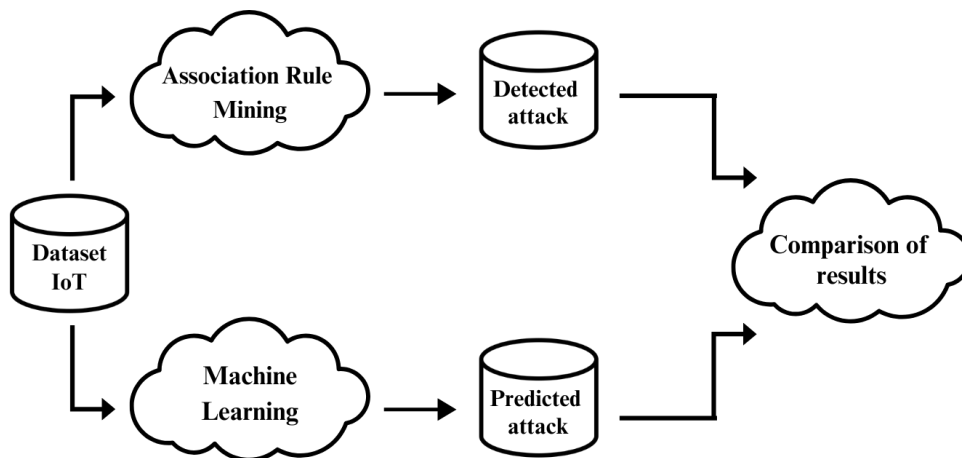 Association Rule
Mining
Detected
attack
Dataset
IoT
Comparison of
results
Machine
Learning
Predicted
attack